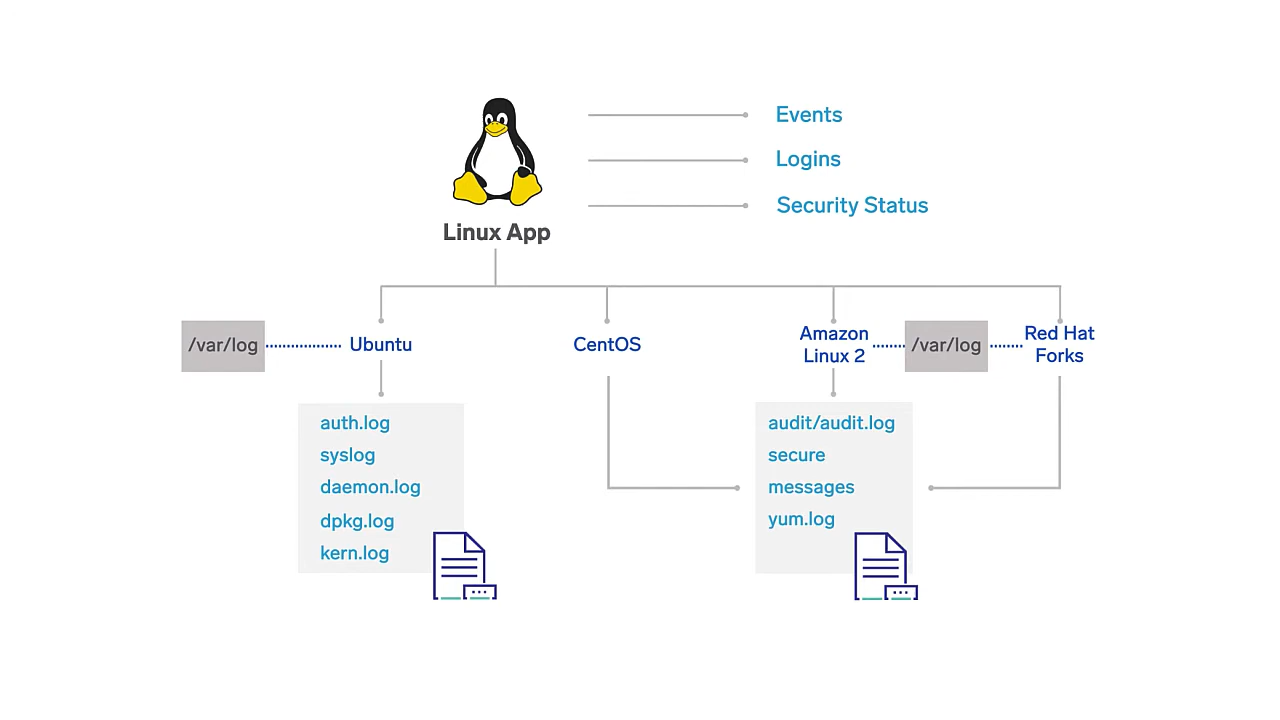 Events
Logins
Security Status
Linux App
/var/log
Ubuntu
CentOS
Amazon
Linux 2
/var/log
Red Hat
Forks
auth.log
syslog
daemon.log
dpkg.log
kern.log
audit/audit.log
secure
messages
yum.log